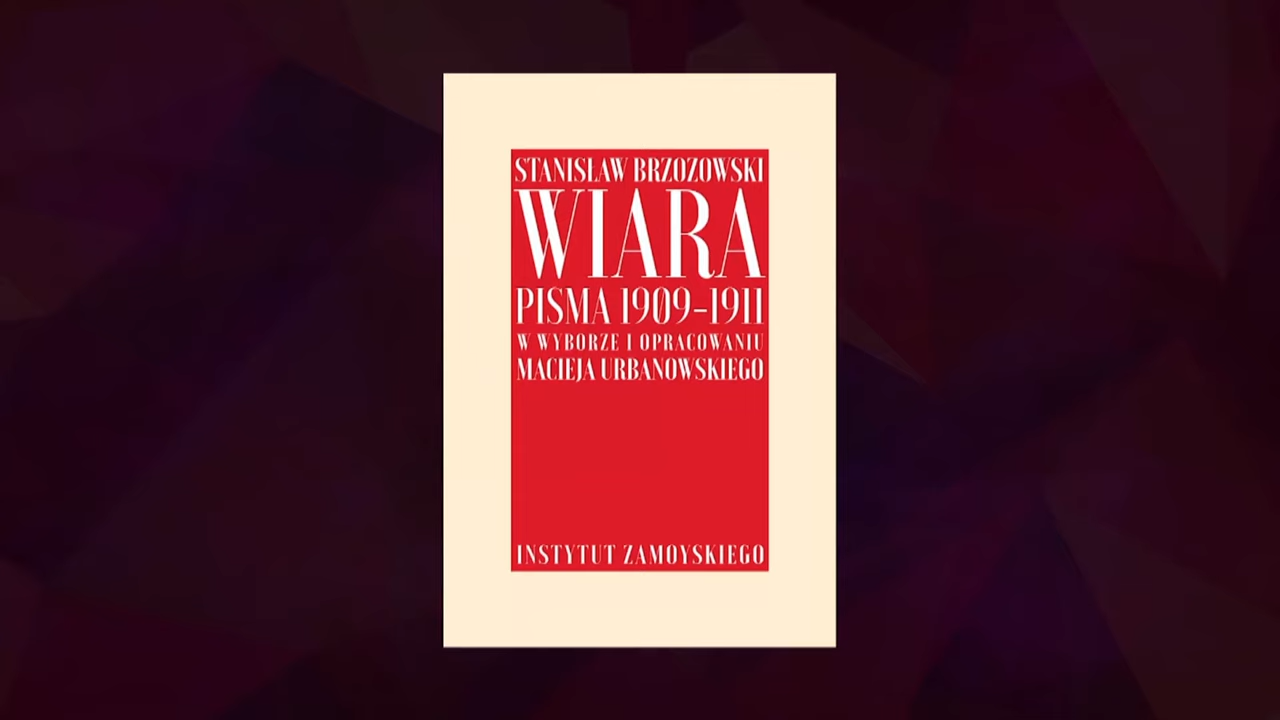 STANISŁAW BRZOZOWSKI
WIARA
PISMA 1909–1911
W WYBORZE I OPRACOWANIU
MACIEJA URBANOWSKIEGO
INSTYTUT ZAMOYSKIEGO